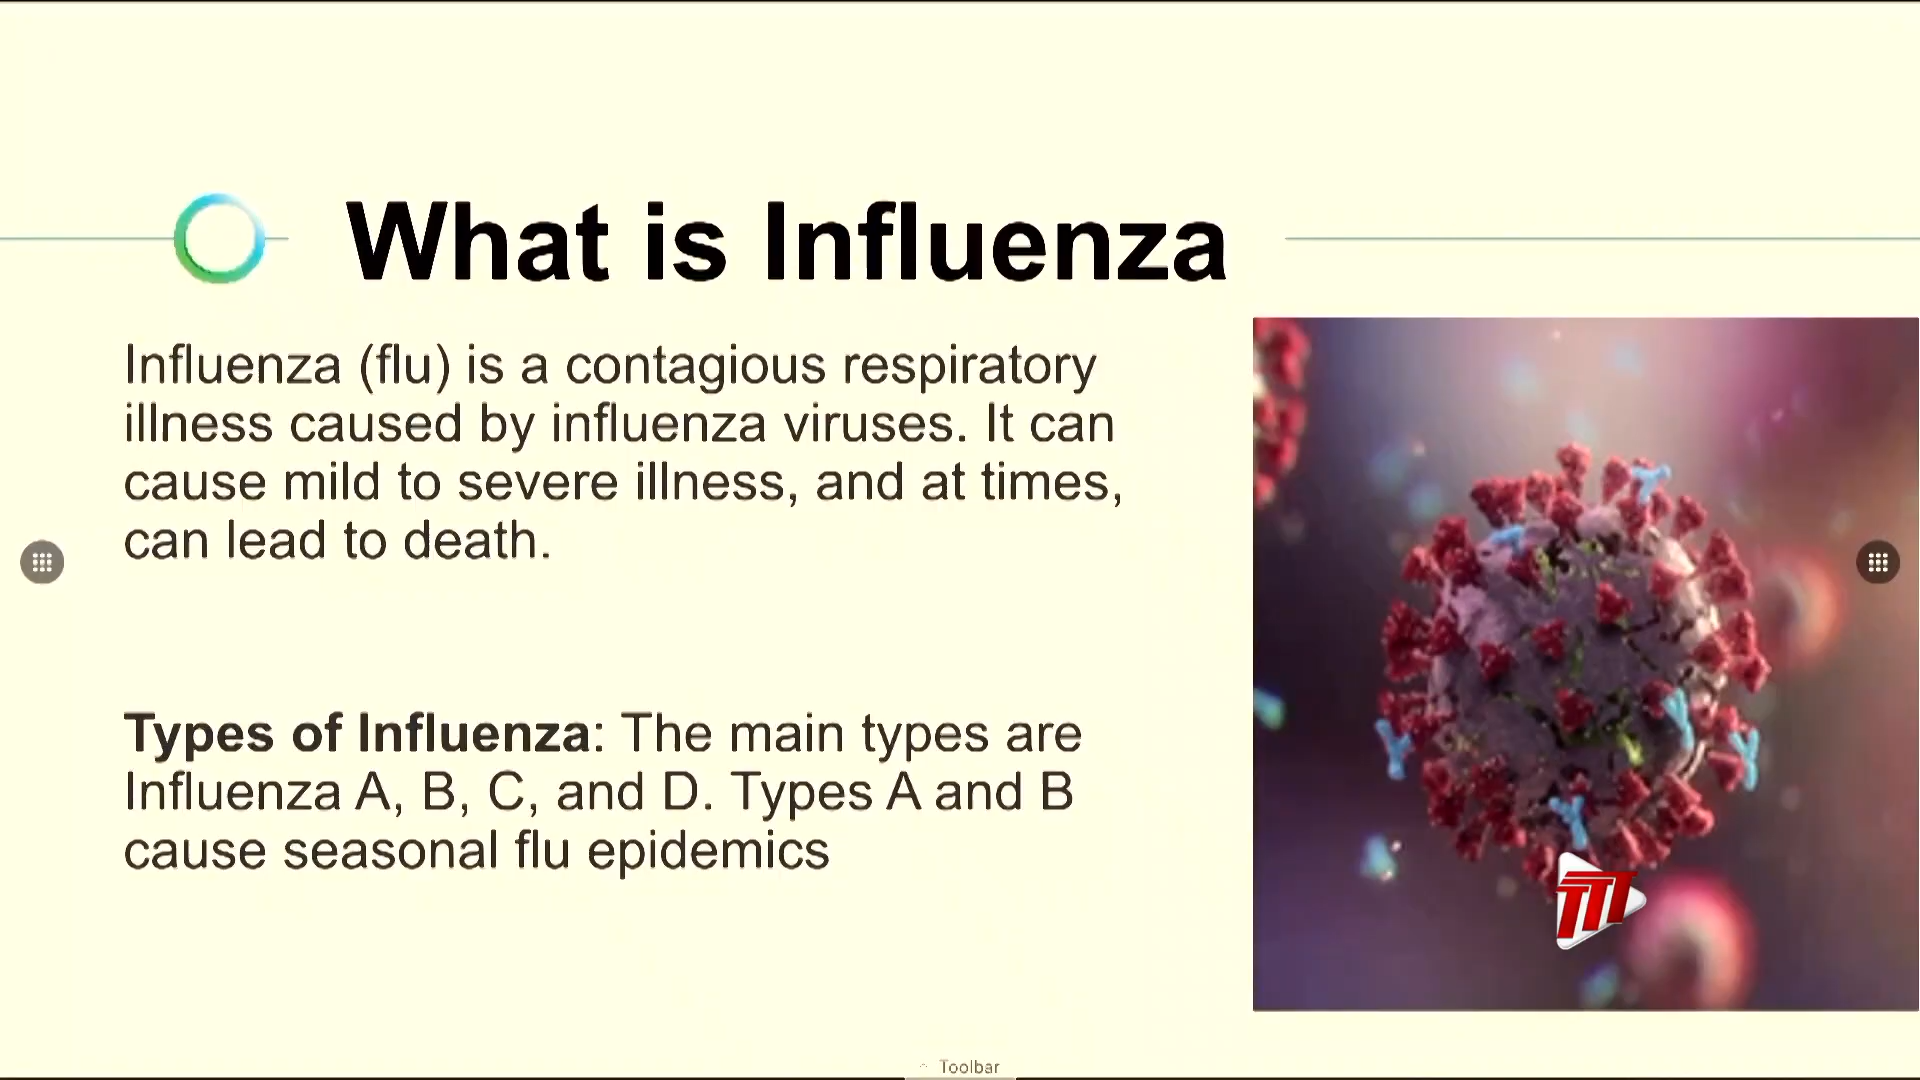 What is Influenza
Influenza (flu) is a contagious respiratory
illness caused by influenza viruses. It can
cause mild to severe illness, and at times,
can lead to death.
Types of Influenza: The main types are
Influenza A, B, C, and D. Types A and B
cause seasonal flu epidemics
TTT
Toolbar